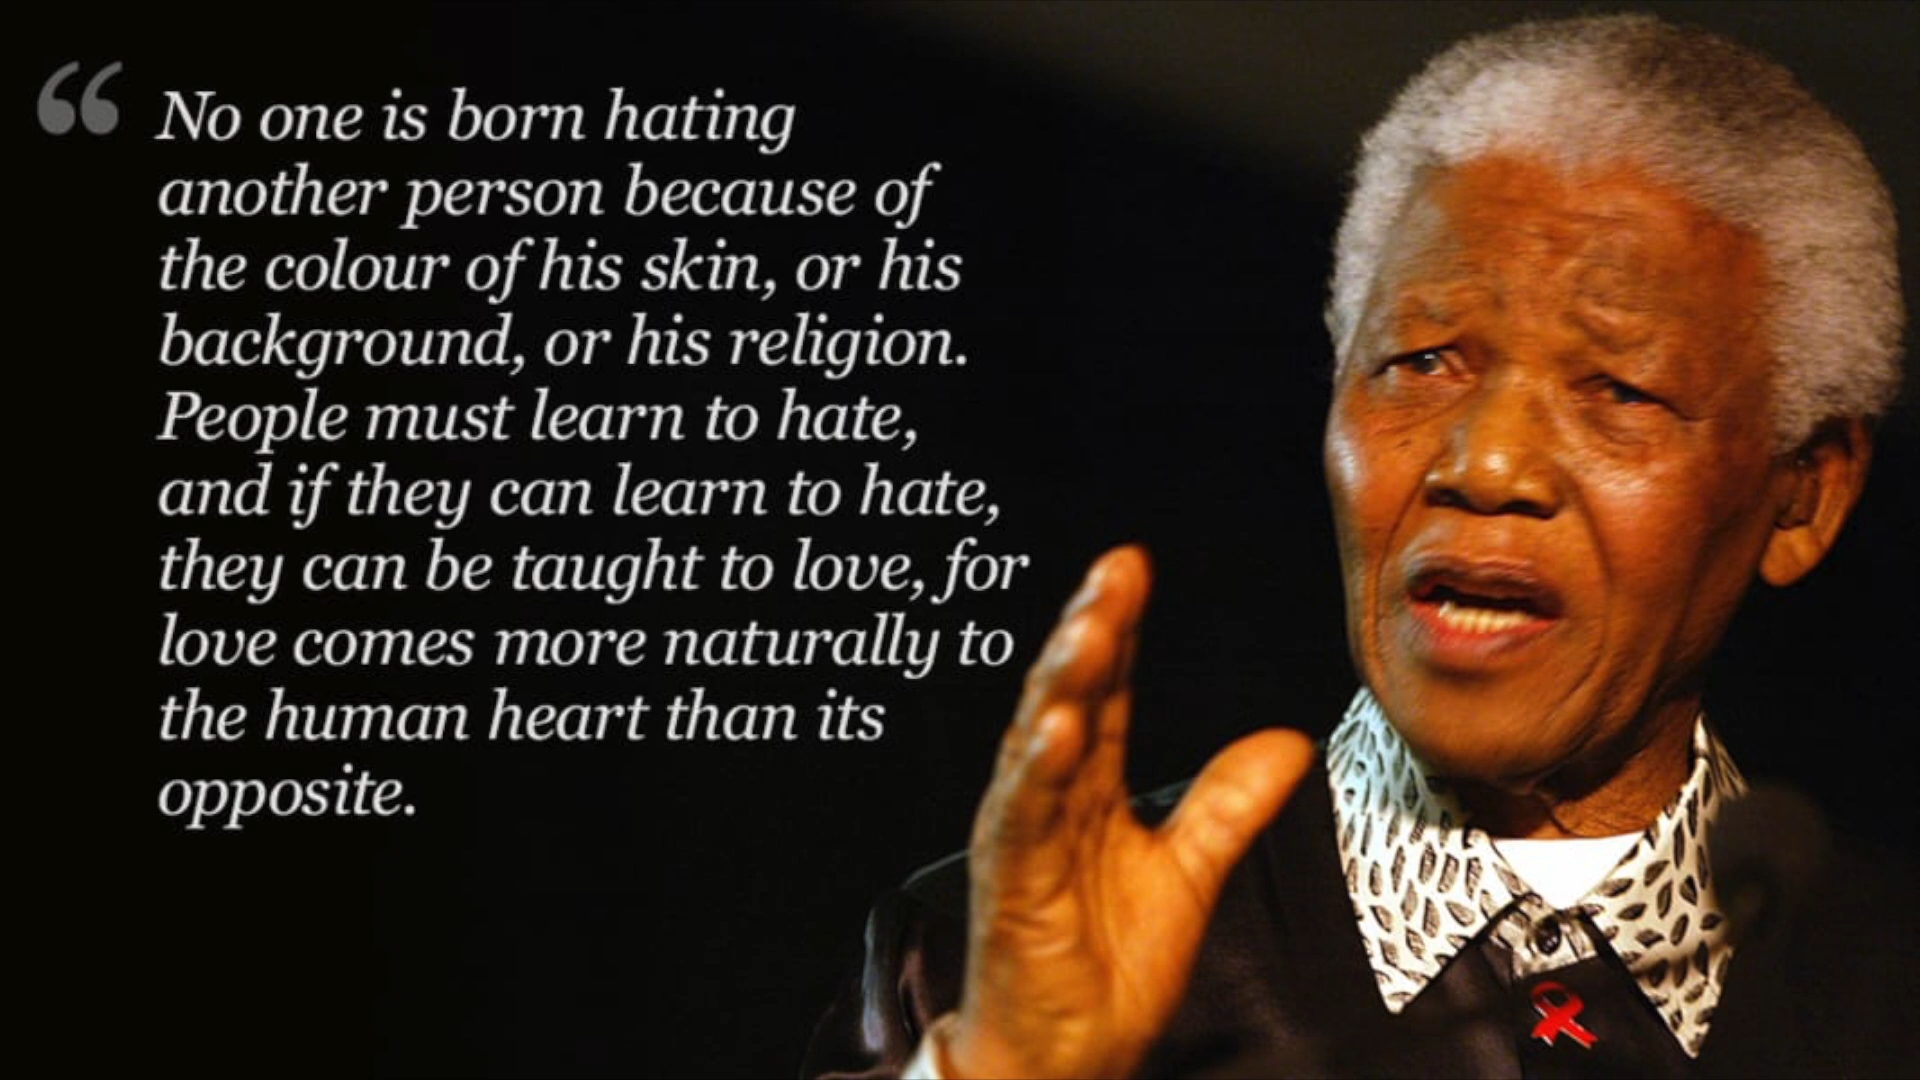 “
No one is born hating
another person because of
the colour of his skin, or his
background, or his religion.
People must learn to hate,
and if they can learn to hate,
they can be taught to love, for
love comes more naturally to
the human heart than its
opposite.